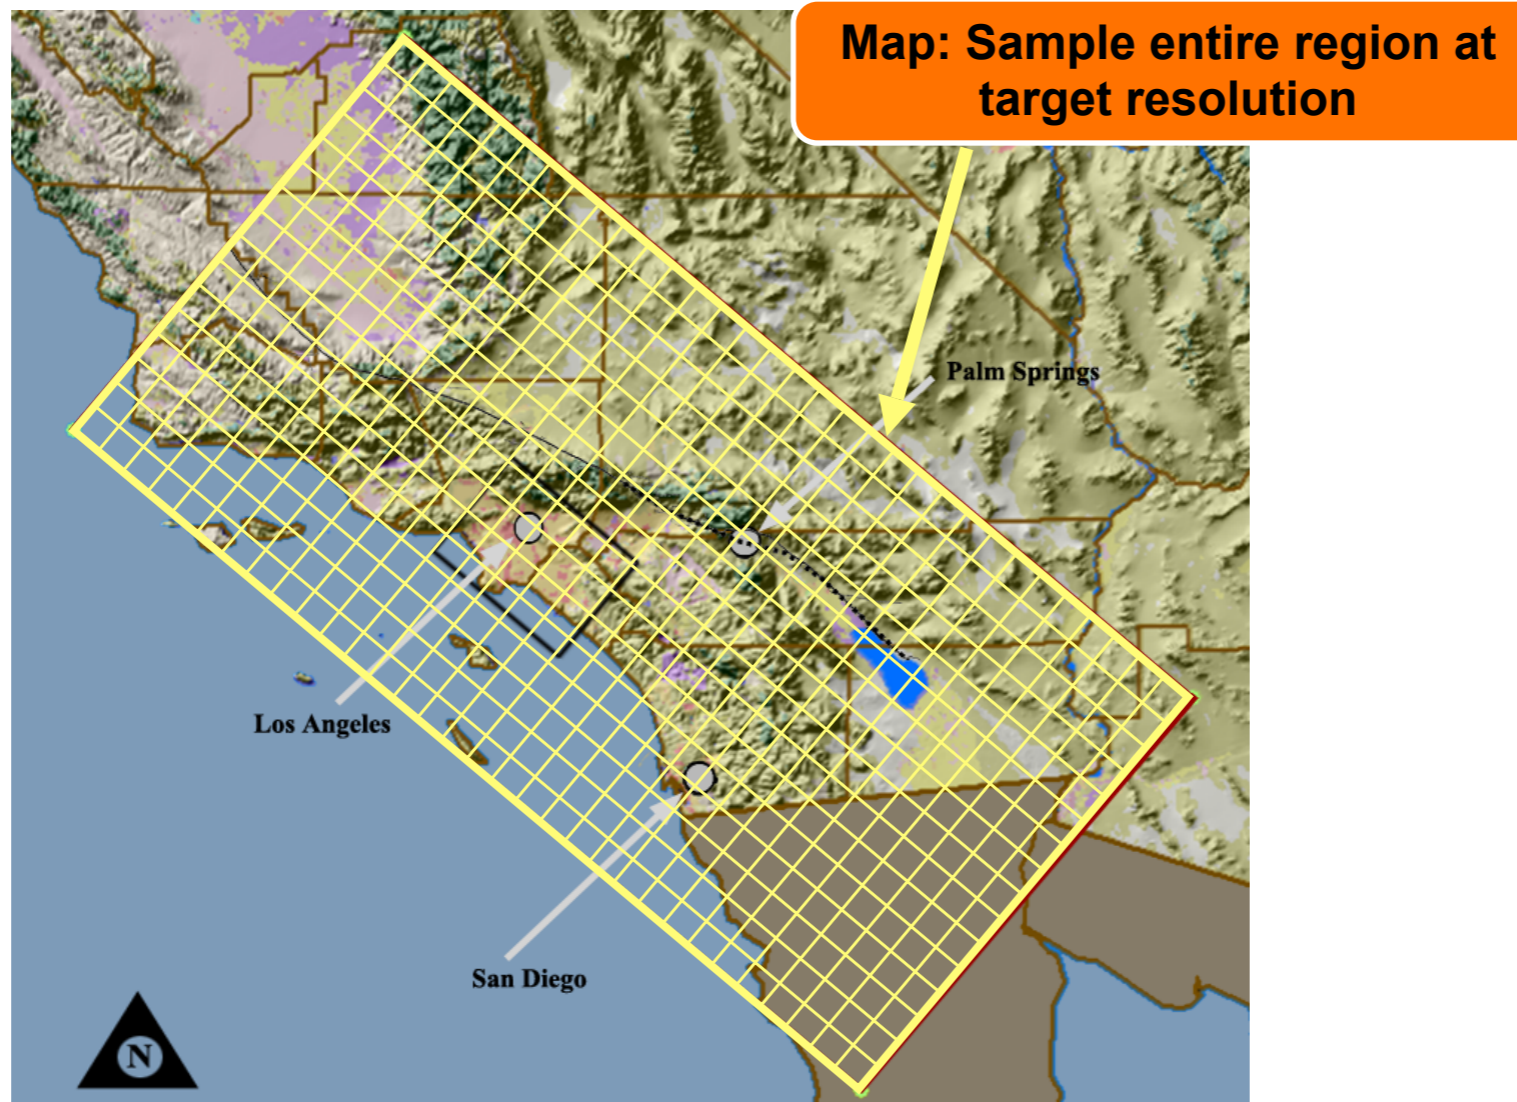 Map: Sample entire region at
target resolution
Palm Springs
Los Angeles
San Diego
N